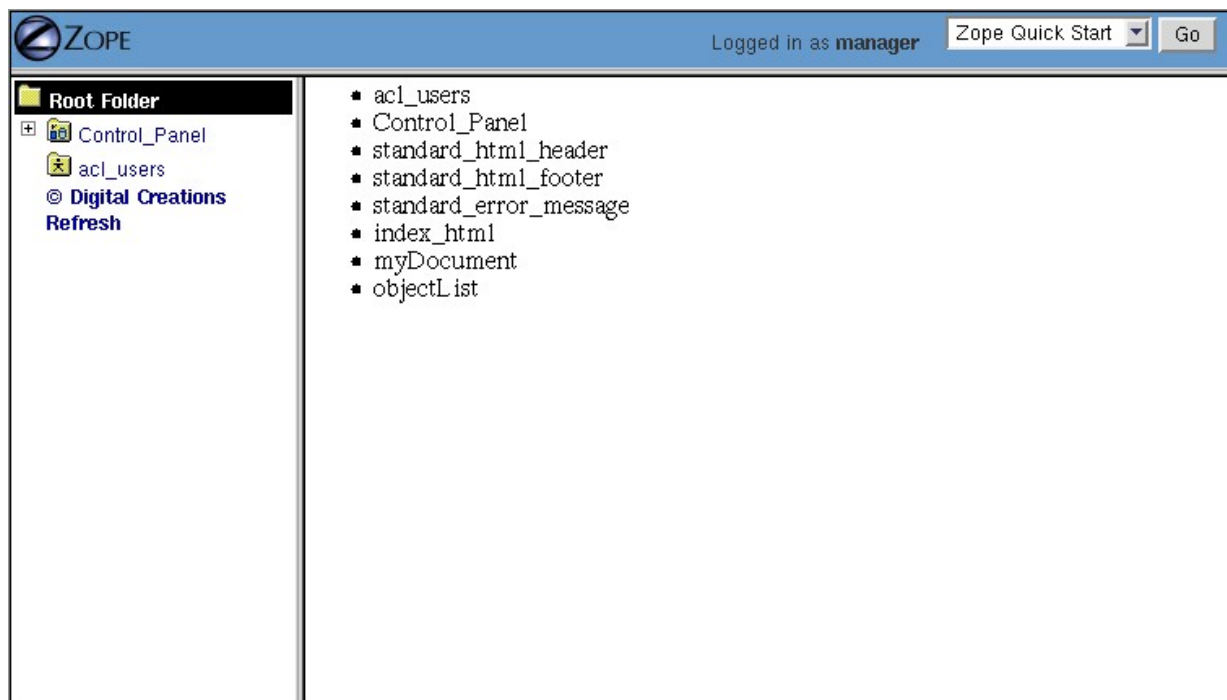 ZOPE
Logged in as manager
Zope Quick Start
Go
Root Folder
Control_Panel
acl_users
© Digital Creations
Refresh
acl_users
Control_Panel
standard_html_header
standard_html_footer
standard_error_message
index_html
myDocument
objectList